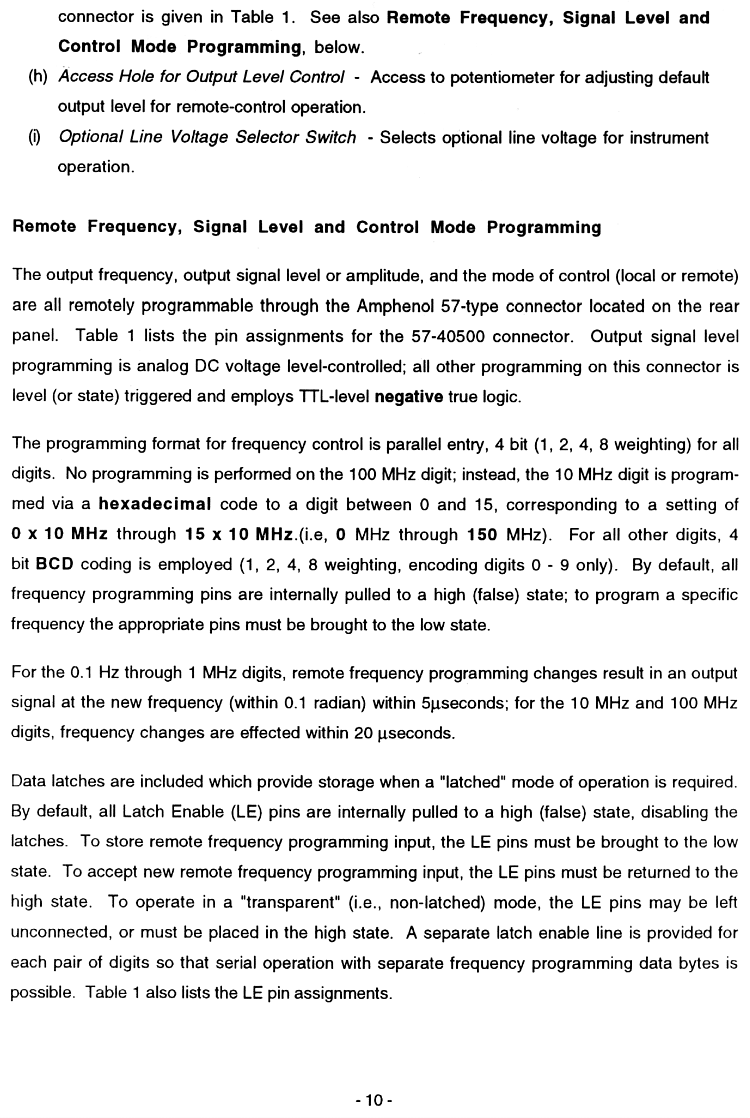 connector is given in Table 1. See also Remote Frequency, Signal Level and
Control Mode Programming, below.
(h) Access Hole for Output Level Control - Access to potentiometer for adjusting default
output level for remote-control operation.
(i) Optional Line Voltage Selector Switch - Selects optional line voltage for instrument
operation.
Remote Frequency, Signal Level and Control Mode Programming
The output frequency, output signal level or amplitude, and the mode of control (local or remote)
are all remotely programmable through the Amphenol 57-type connector located on the rear
panel. Table 1 lists the pin assignments for the 57-40500 connector. Output signal level
programming is analog DC voltage level-controlled; all other programming on this connector is
level (or state) triggered and employs TTL-level negative true logic.
The programming format for frequency control is parallel entry, 4 bit (1, 2, 4, 8 weighting) for all
digits. No programming is performed on the 100 MHz digit; instead, the 10 MHz digit is program-
med via a hexadecimal code to a digit between 0 and 15, corresponding to a setting of
0 x 10 MHz through 15 x 10 MHz.(i.e, 0 MHz through 150 MHz). For all other digits, 4
bit BCD coding is employed (1, 2, 4, 8 weighting, encoding digits 0 - 9 only). By default, all
frequency programming pins are internally pulled to a high (false) state; to program a specific
frequency the appropriate pins must be brought to the low state.
For the 0.1 Hz through 1 MHz digits, remote frequency programming changes result in an output
signal at the new frequency (within 0.1 radian) within 5µseconds; for the 10 MHz and 100 MHz
digits, frequency changes are effected within 20 µseconds.
Data latches are included which provide storage when a "latched" mode of operation is required.
By default, all Latch Enable (LE) pins are internally pulled to a high (false) state, disabling the
latches. To store remote frequency programming input, the LE pins must be brought to the low
state. To accept new remote frequency programming input, the LE pins must be returned to the
high state. To operate in a "transparent" (i.e., non-latched) mode, the LE pins may be left
unconnected, or must be placed in the high state. A separate latch enable line is provided for
each pair of digits so that serial operation with separate frequency programming data bytes is
possible. Table 1 also lists the LE pin assignments.
- 10 -